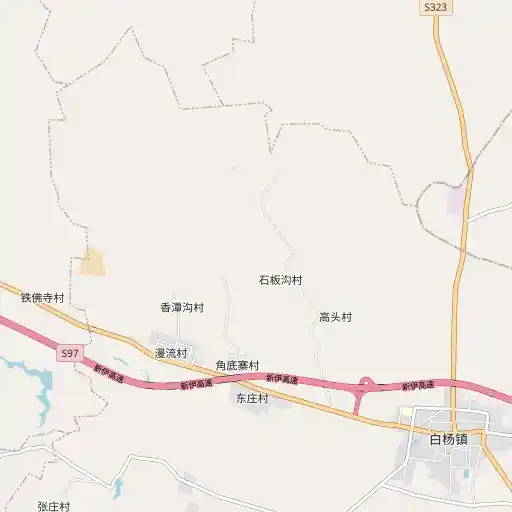 S323
石板沟村
铁佛寺村
香潭沟村
高头村
S97
漫流村
新伊高速
角底寨村
新伊高速
新伊高速
新伊高速
东庄村
白杨镇
张庄村